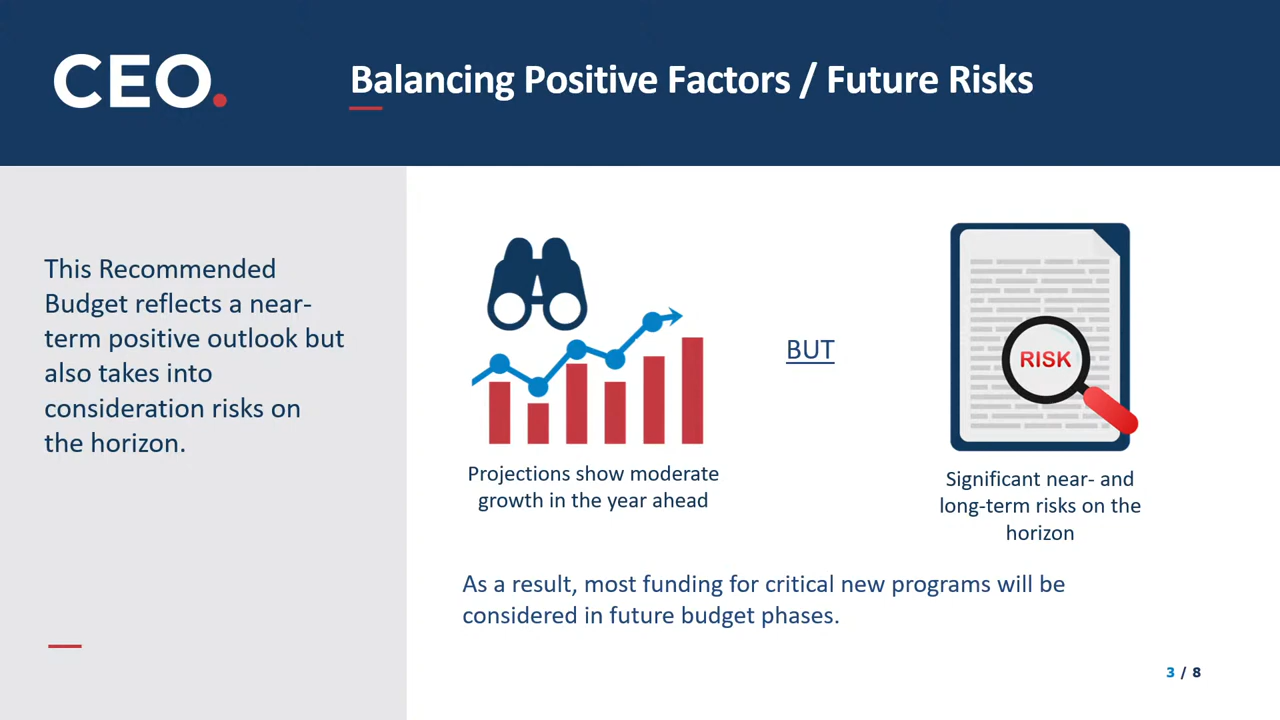 CEO.
Balancing Positive Factors / Future Risks
This Recommended
Budget reflects a near-
term positive outlook but
also takes into
consideration risks on
the horizon.
BUT
RISK
Projections show moderate
growth in the year ahead
Significant near- and
long-term risks on the
horizon
As a result, most funding for critical new programs will be
considered in future budget phases.
3 / 8